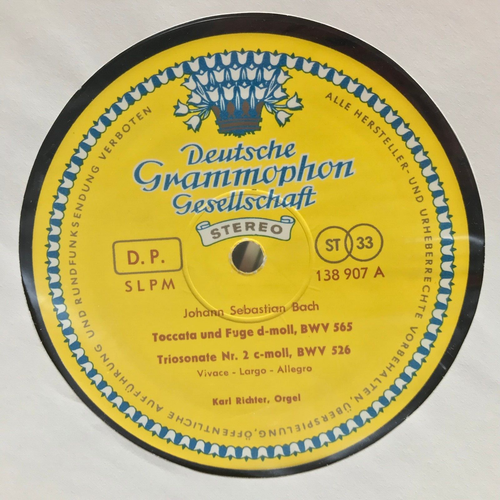 Deutsche
Grammophon
Gesellschaft
STEREO
D. P.
SLPM
ST 33
138 907 A
Johann Sebastian Bach
Toccata und Fuge d-moll, BWV 565
Triosonate Nr. 2 c-moll, BWV 526
Vivace - Largo - Allegro
Karl Richter, Orgel
ALLE HERSTELLER- UND URHEBERRECHTE VORBEHALTEN, ÜBERSPIELUNG, ÖFFENTLICHE AUFFÜHRUNG UND RUNDFUNKSENDUNG VERBOTEN